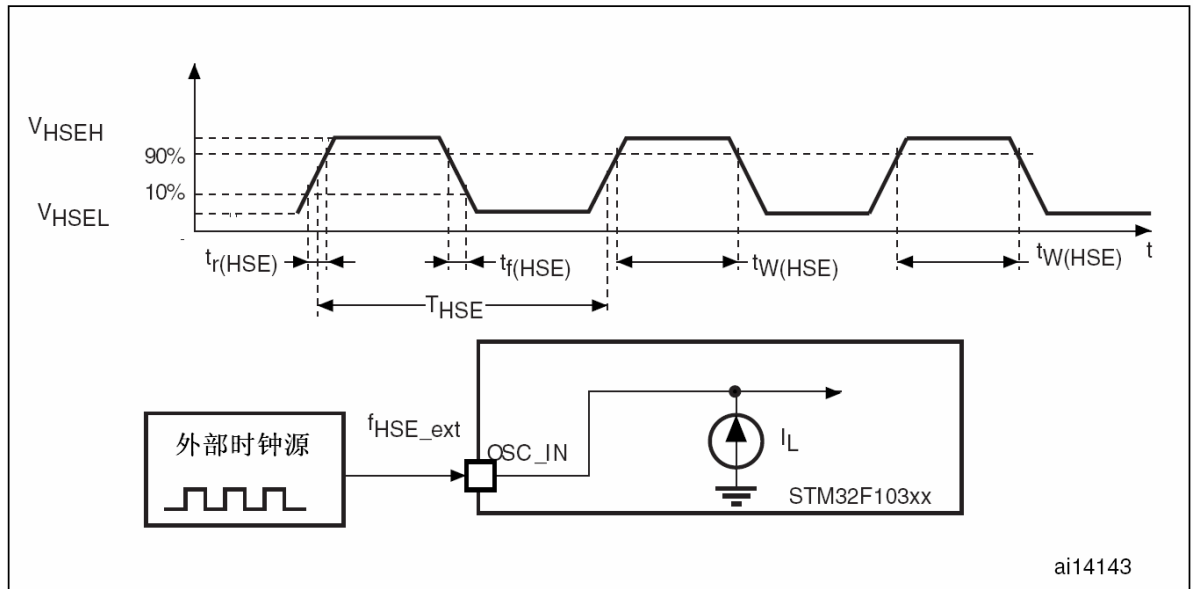 VHSEH
90%
10%
VHSEL
tr(HSE)
tf(HSE)
tW(HSE)
tW(HSE)
t
THSE
fHSE_ext
外部时钟源
OSC_IN
IL
STM32F103xx
ai14143